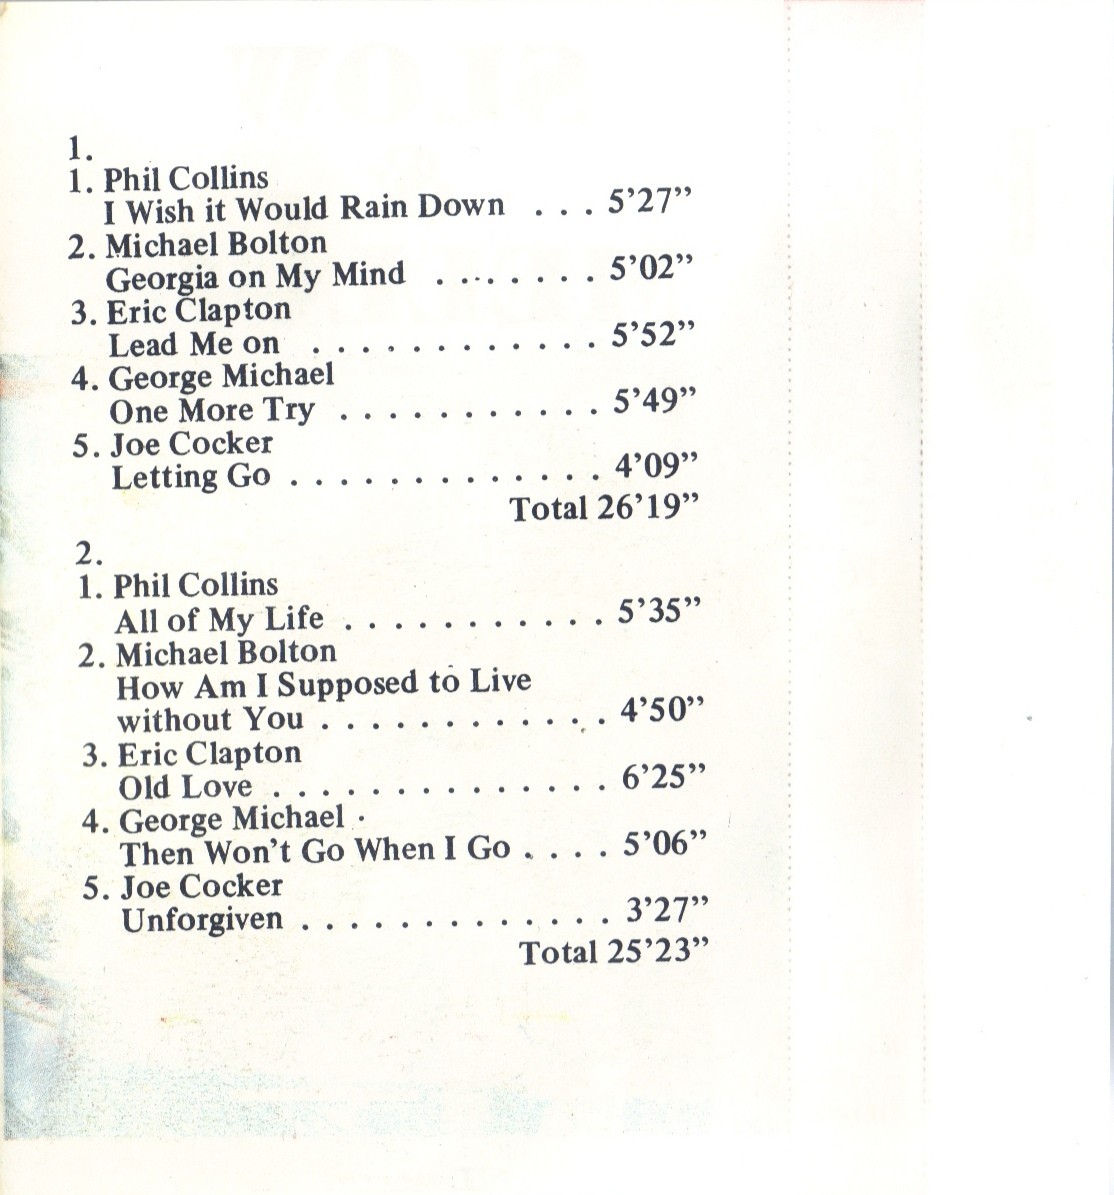 1.
1. Phil Collins
I Wish it Would Rain Down . . . 5’27”
2. Michael Bolton
Georgia on My Mind . . . . . . . . 5’02”
3. Eric Clapton
Lead Me on . . . . . . . . . . . . 5’52”
4. George Michael
One More Try . . . . . . . . . . . 5’49”
5. Joe Cocker
Letting Go . . . . . . . . . . . . . 4’09”
Total 26’19”
2.
1. Phil Collins
All of My Life . . . . . . . . . . . 5’35”
2. Michael Bolton
How Am I Supposed to Live
without You . . . . . . . . . . . . 4’50”
3. Eric Clapton
Old Love . . . . . . . . . . . . . . 6’25”
4. George Michael
Then Won't Go When I Go . . . . 5’06”
5. Joe Cocker
Unforgiven . . . . . . . . . . . . . 3’27”
Total 25’23”